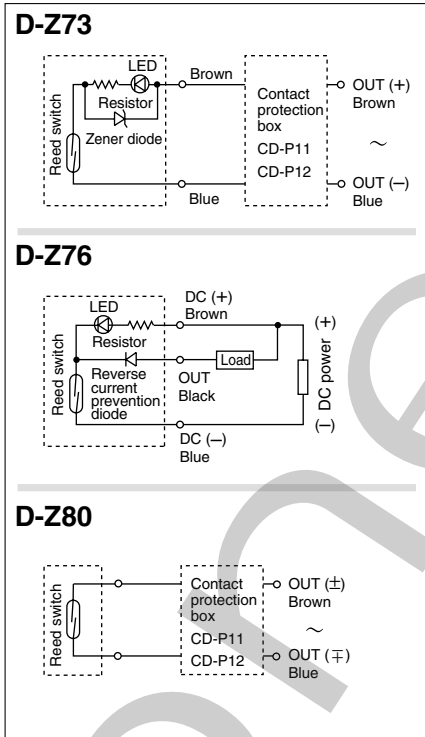 D-Z73
LED
Brown
Resistor
Zener diode
Reed switch
Blue
Contact
protection
box
CD-P11
CD-P12
OUT (+)
Brown
～
OUT (−)
Blue
D-Z76
LED
Resistor
Reverse
current
prevention
diode
Reed switch
DC (+)
Brown
Load
OUT
Black
DC (−)
Blue
(+)
DC power
(−)
D-Z80
Reed switch
Contact
protection
box
CD-P11
CD-P12
OUT (±)
Brown
～
OUT (∓)
Blue